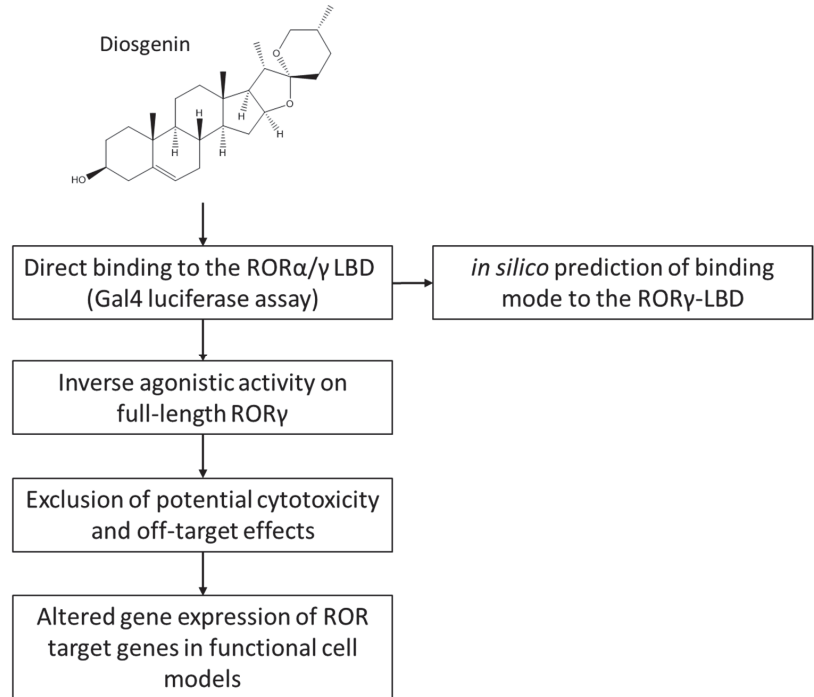 Diosgenin
O
O
H
H
H
H
H
HO
Direct binding to the RORα/γ LBD
(Gal4 luciferase assay)
in silico prediction of binding
mode to the RORγ-LBD
Inverse agonistic activity on
full-length RORγ
Exclusion of potential cytotoxicity
and off-target effects
Altered gene expression of ROR
target genes in functional cell
models